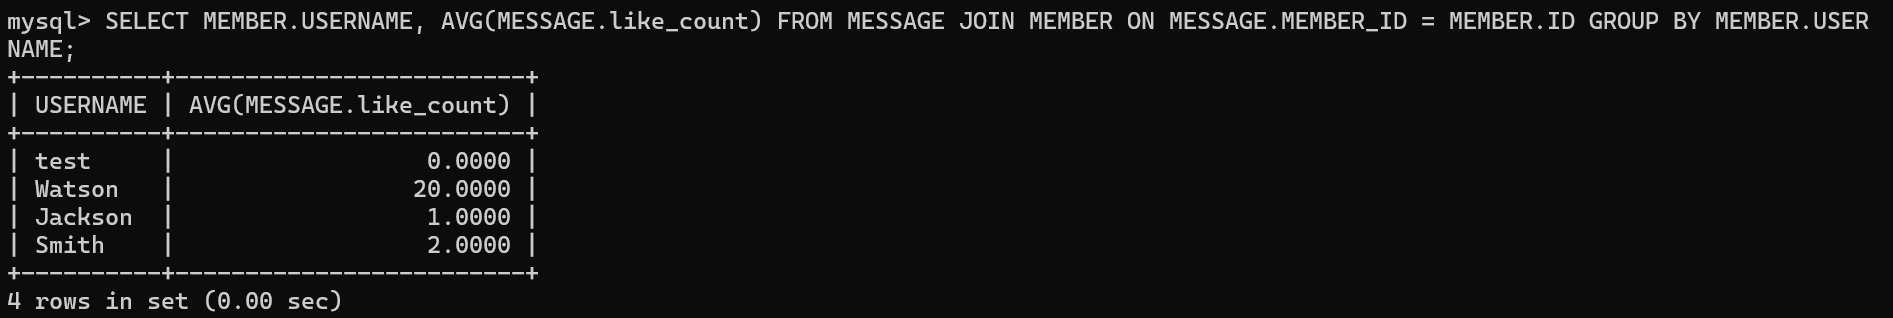 mysql> SELECT MEMBER.USERNAME, AVG(MESSAGE.like_count) FROM MESSAGE JOIN MEMBER ON MESSAGE.MEMBER_ID = MEMBER.ID GROUP BY MEMBER.USER
NAME;
+----------+-------------------------+
| USERNAME | AVG(MESSAGE.like_count) |
+----------+-------------------------+
| test     |                  0.0000 |
| Watson   |                 20.0000 |
| Jackson  |                  1.0000 |
| Smith    |                  2.0000 |
+----------+-------------------------+
4 rows in set (0.00 sec)